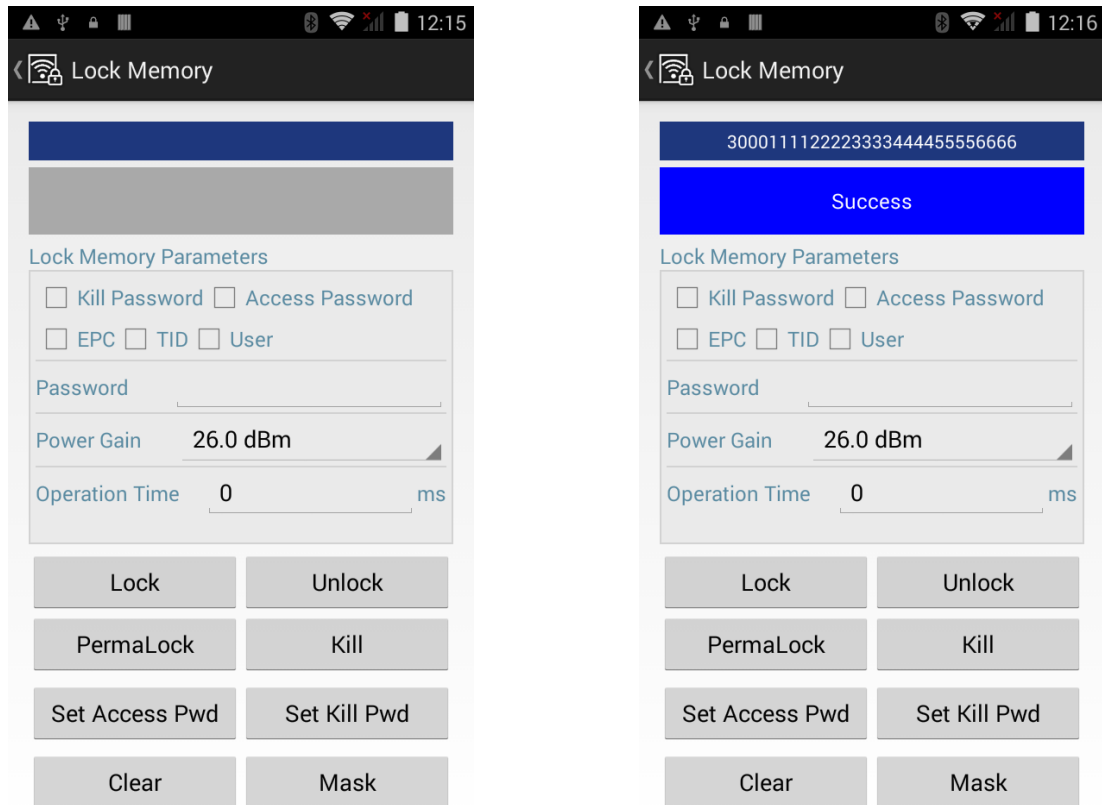 12:15
Lock Memory
Lock Memory Parameters
Kill Password Access Password
EPC TID User
Password
Power Gain 26.0 dBm
Operation Time 0 ms
Lock Unlock
PermaLock Kill
Set Access Pwd Set Kill Pwd
Clear Mask
12:16
Lock Memory
3000111122223333444455556666
Success
Lock Memory Parameters
Kill Password Access Password
EPC TID User
Password
Power Gain 26.0 dBm
Operation Time 0 ms
Lock Unlock
PermaLock Kill
Set Access Pwd Set Kill Pwd
Clear Mask